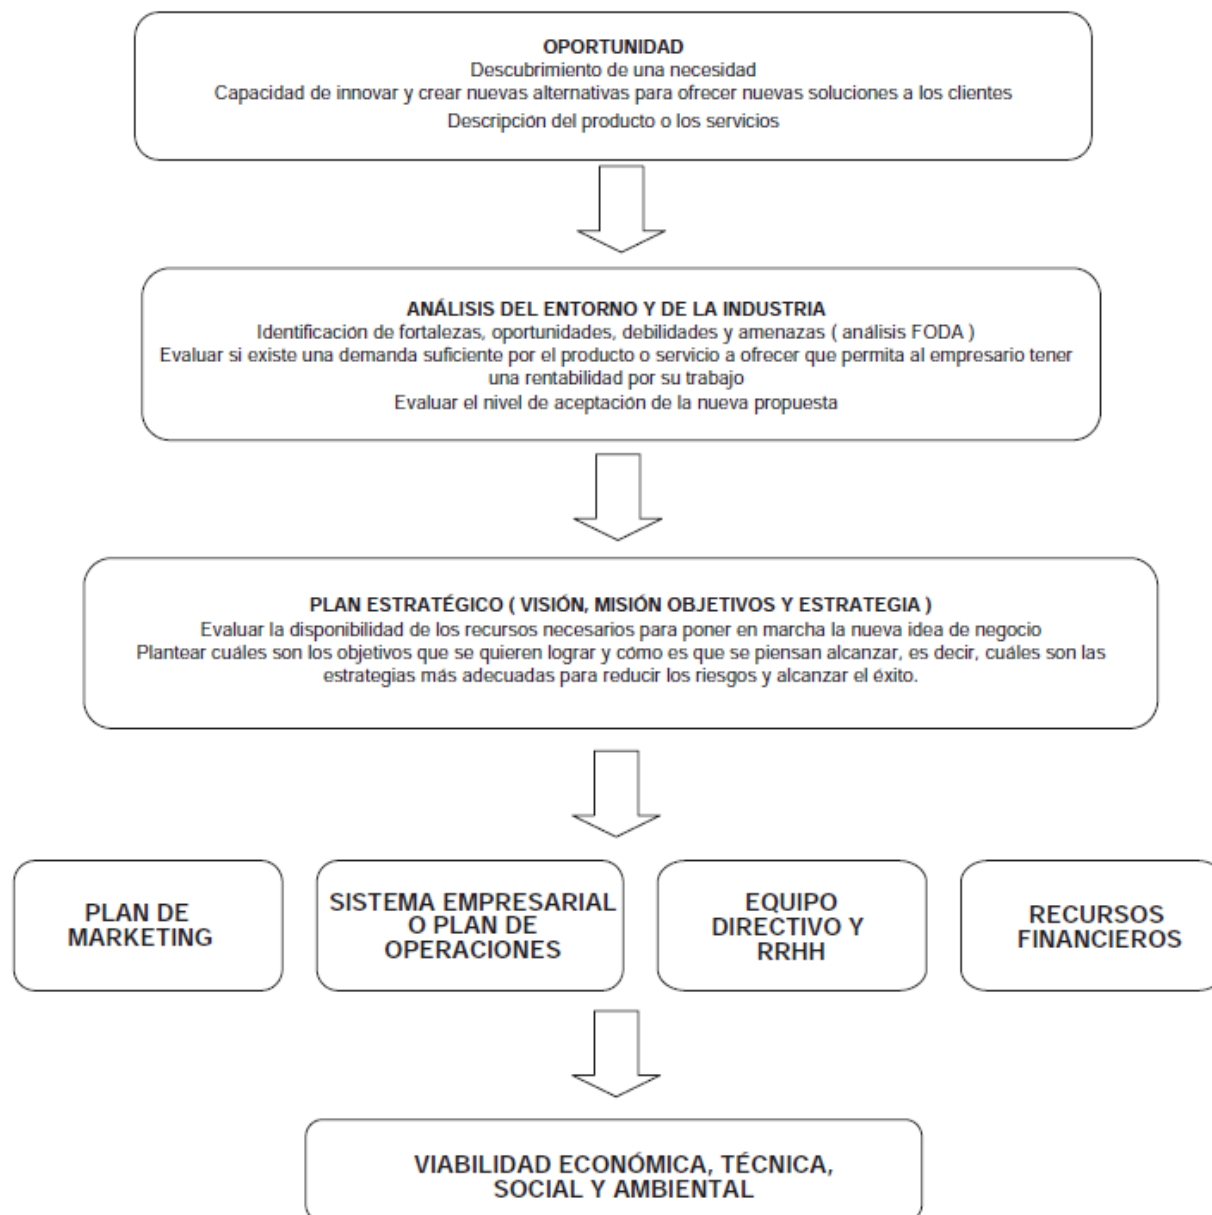 OPORTUNIDAD
Descubrimiento de una necesidad
Capacidad de innovar y crear nuevas alternativas para ofrecer nuevas soluciones a los clientes
Descripción del producto o los servicios
ANÁLISIS DEL ENTORNO Y DE LA INDUSTRIA
Identificación de fortalezas, oportunidades, debilidades y amenazas ( análisis FODA )
Evaluar si existe una demanda suficiente por el producto o servicio a ofrecer que permita al empresario tener
una rentabilidad por su trabajo
Evaluar el nivel de aceptación de la nueva propuesta
PLAN ESTRATÉGICO ( VISIÓN, MISIÓN OBJETIVOS Y ESTRATEGIA )
Evaluar la disponibilidad de los recursos necesarios para poner en marcha la nueva idea de negocio
Plantear cuáles son los objetivos que se quieren lograr y cómo es que se piensan alcanzar, es decir, cuáles son las
estrategias más adecuadas para reducir los riesgos y alcanzar el éxito.
PLAN DE
MARKETING
SISTEMA EMPRESARIAL
O PLAN DE
OPERACIONES
EQUIPO
DIRECTIVO Y
RRHH
RECURSOS
FINANCIEROS
VIABILIDAD ECONÓMICA, TÉCNICA,
SOCIAL Y AMBIENTAL